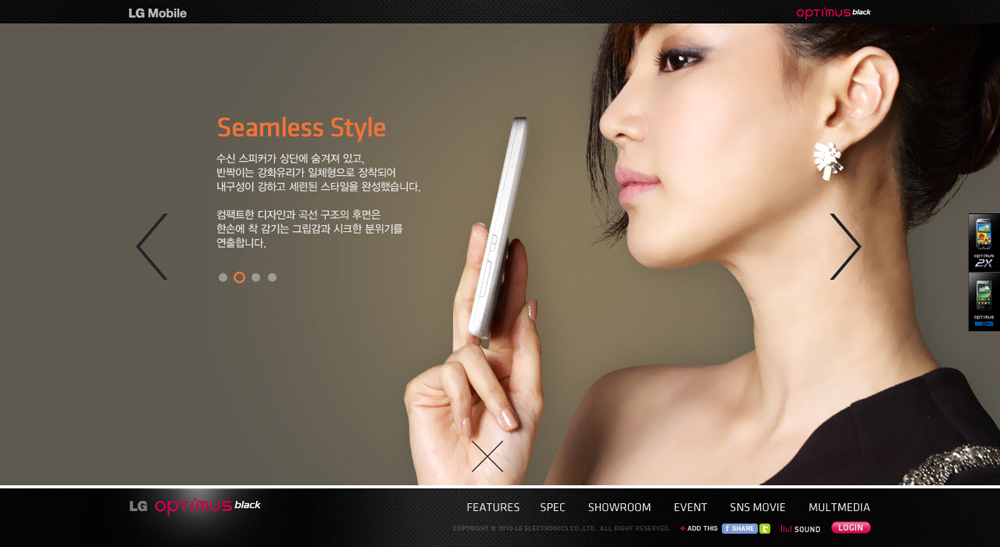 LG Mobile
optimus black
Seamless Style
수신 스피커가 상단에 숨겨져 있고,
반짝이는 강화유리가 일체형으로 장착되어
내구성이 강하고 세련된 스타일을 완성했습니다.
컴팩트한 디자인과 곡선 구조의 후면은
한손에 착 감기는 그립감과 시크한 분위기를
연출합니다.
optimus
2X
optimus
BIG
LG optimus black
FEATURES SPEC SHOWROOM EVENT SNS MOVIE MULTMEDIA
COPYRIGHT © 2010 LG ELECTRONICS CO.,LTD. ALL RIGHT RESERVED. + ADD THIS f SHARE t SOUND LOGIN